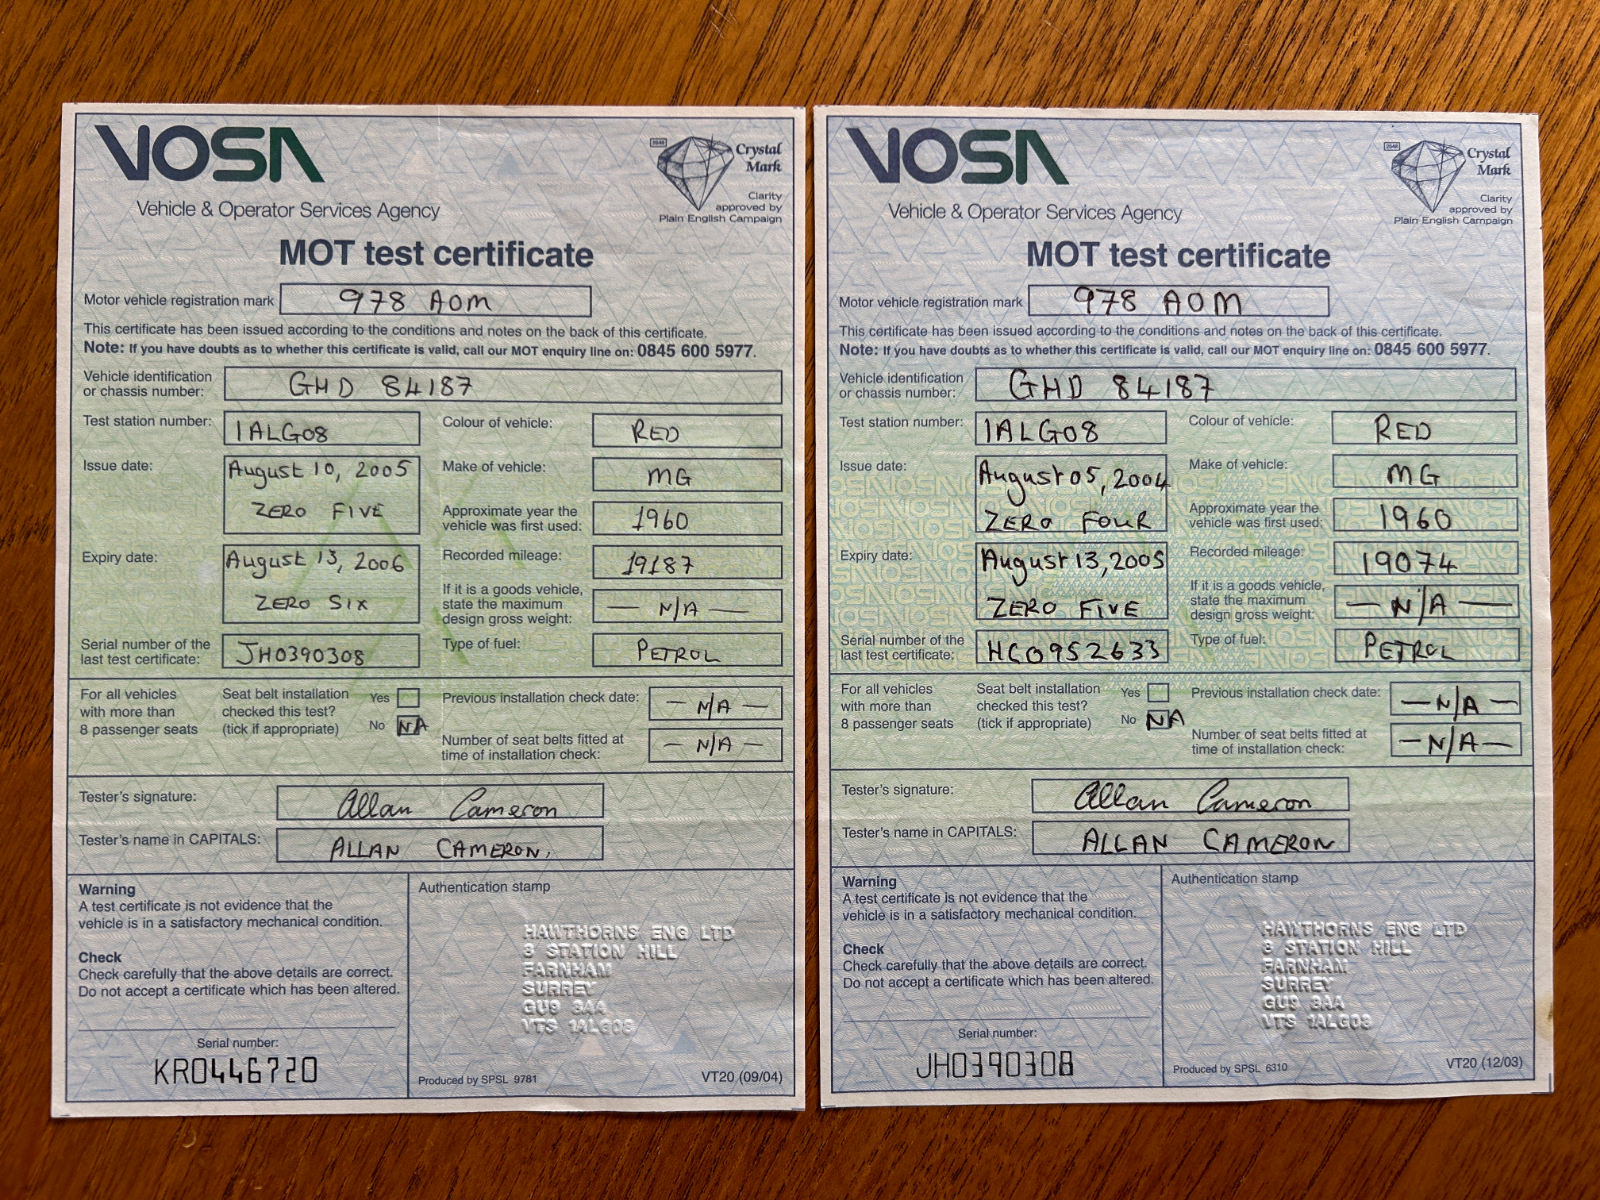 VOSA
Vehicle & Operator Services Agency
2648
Crystal
Mark
Clarity
approved by
Plain English Campaign
MOT test certificate
Motor vehicle registration mark 978 AOM
This certificate has been issued according to the conditions and notes on the back of this certificate.
Note: If you have doubts as to whether this certificate is valid, call our MOT enquiry line on: 0845 600 5977.
Vehicle identification
or chassis number: GHD 84187
Test station number: 1ALG08
Colour of vehicle: RED
Issue date: August 10, 2005
ZERO FIVE
Make of vehicle: MG
Approximate year the
vehicle was first used: 1960
Expiry date: August 13, 2006
ZERO SIX
Recorded mileage: 19187
If it is a goods vehicle,
state the maximum
design gross weight: — N/A —
Serial number of the
last test certificate: JH0390308
Type of fuel: PETROL
For all vehicles
with more than
8 passenger seats
Seat belt installation
checked this test?
(tick if appropriate)
Yes
No NA
Previous installation check date: — N/A —
Number of seat belts fitted at
time of installation check: — N/A —
Tester's signature: Allan Cameron
Tester's name in CAPITALS: ALLAN CAMERON.
Warning
A test certificate is not evidence that the
vehicle is in a satisfactory mechanical condition.
Check
Check carefully that the above details are correct.
Do not accept a certificate which has been altered.
Serial number:
KR0446720
Authentication stamp
HAWTHORNS ENG LTD
3 STATION HILL
FARNHAM
SURREY
GU9 8AA
VTS 1ALG08
Produced by SPSL 9781
VT20 (09/04)
VOSA
Vehicle & Operator Services Agency
2648
Crystal
Mark
Clarity
approved by
Plain English Campaign
MOT test certificate
Motor vehicle registration mark 978 AOM
This certificate has been issued according to the conditions and notes on the back of this certificate.
Note: If you have doubts as to whether this certificate is valid, call our MOT enquiry line on: 0845 600 5977.
Vehicle identification
or chassis number: GHD 84187
Test station number: 1ALG08
Colour of vehicle: RED
Issue date: August 05, 2004
ZERO FOUR
Make of vehicle: MG
Approximate year the
vehicle was first used: 1960
Expiry date: August 13, 2005
ZERO FIVE
Recorded mileage: 19074
If it is a goods vehicle,
state the maximum
design gross weight: — N/A —
Serial number of the
last test certificate: HC0952633
Type of fuel: PETROL
For all vehicles
with more than
8 passenger seats
Seat belt installation
checked this test?
(tick if appropriate)
Yes
No NA
Previous installation check date: — N/A —
Number of seat belts fitted at
time of installation check: — N/A —
Tester's signature: Allan Cameron
Tester's name in CAPITALS: ALLAN CAMERON
Warning
A test certificate is not evidence that the
vehicle is in a satisfactory mechanical condition.
Check
Check carefully that the above details are correct.
Do not accept a certificate which has been altered.
Serial number:
JH0390308
Authentication stamp
HAWTHORNS ENG LTD
3 STATION HILL
FARNHAM
SURREY
GU9 8AA
VTS 1ALG08
Produced by SPSL 6310
VT20 (12/03)